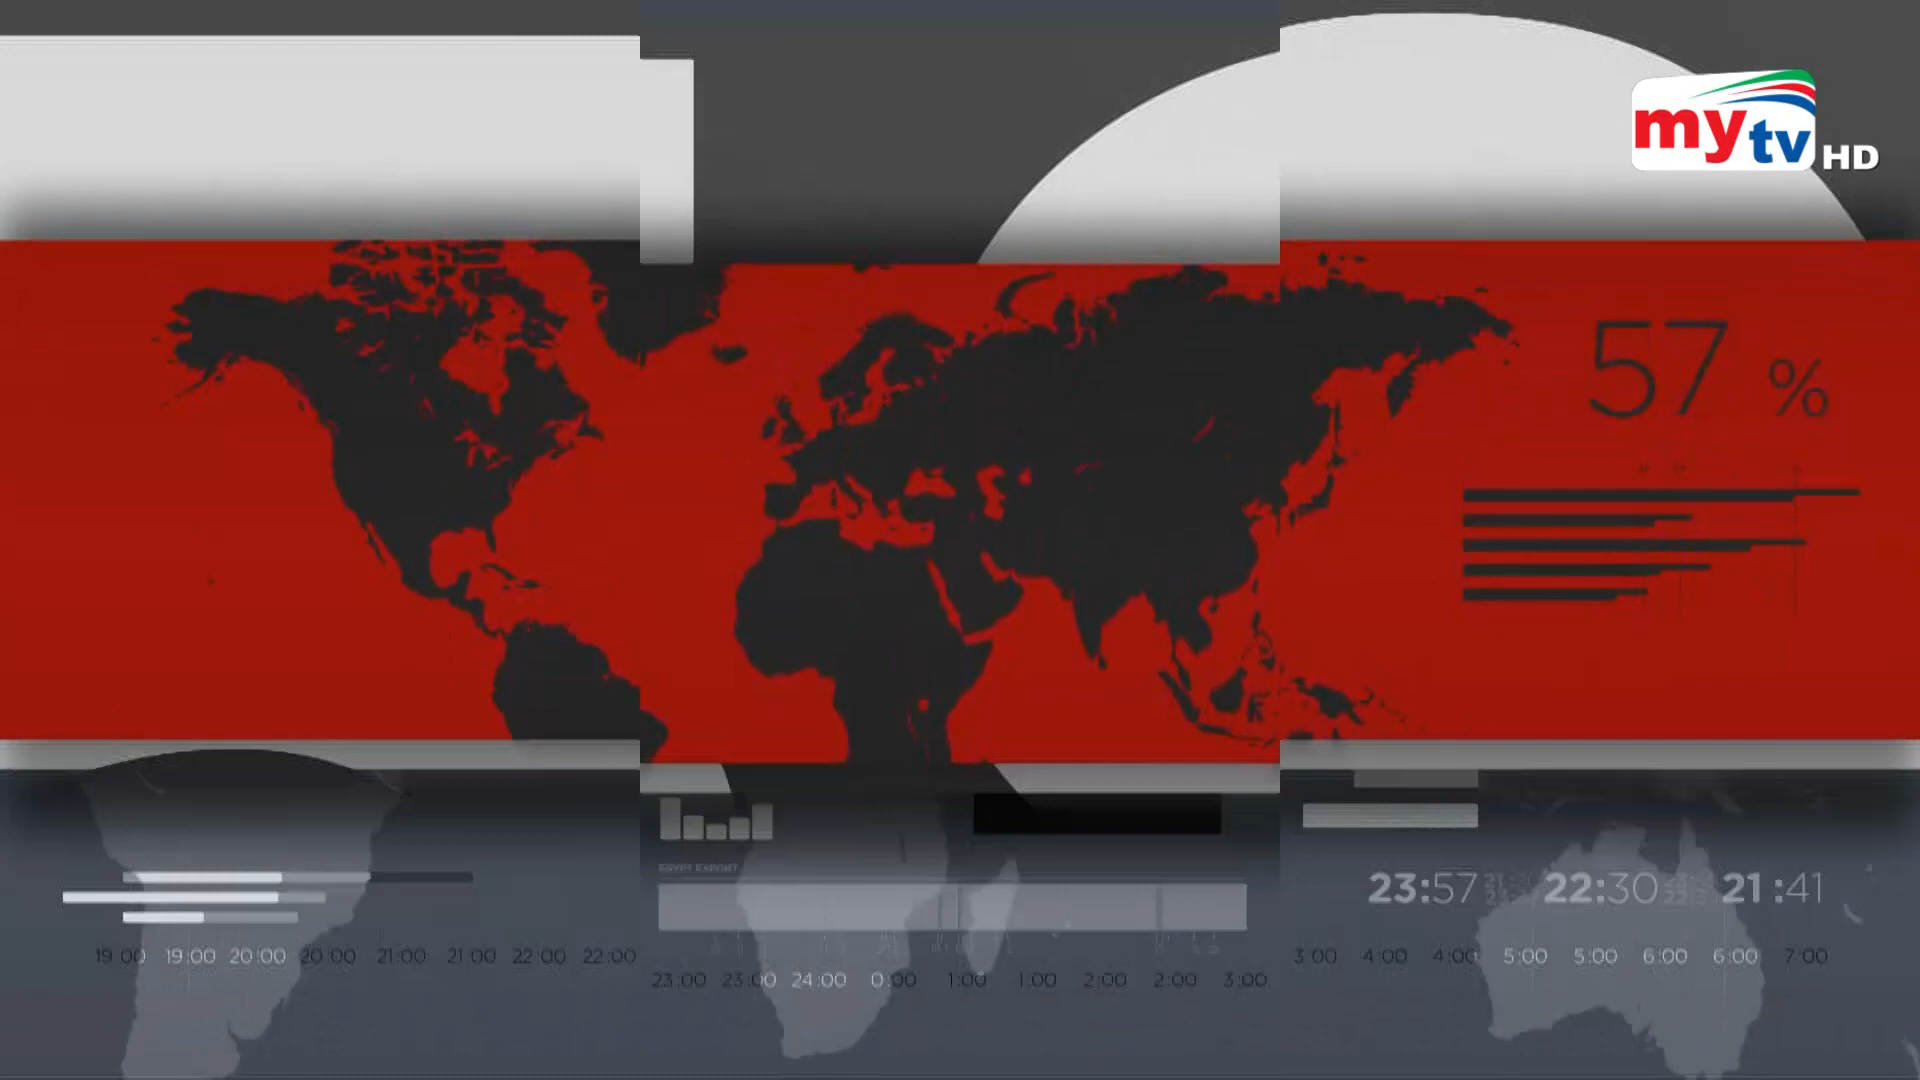 mytv HD
57 %
EGYPT EXPORT
23:57 22:30 21:41
19:00 19:00 20:00 20:00 21:00 21:00 22:00 22:00
23:00 23:00 24:00 0:00 1:00 1:00 2:00 2:00 3:00
3:00 4:00 4:00 5:00 5:00 6:00 6:00 7:00